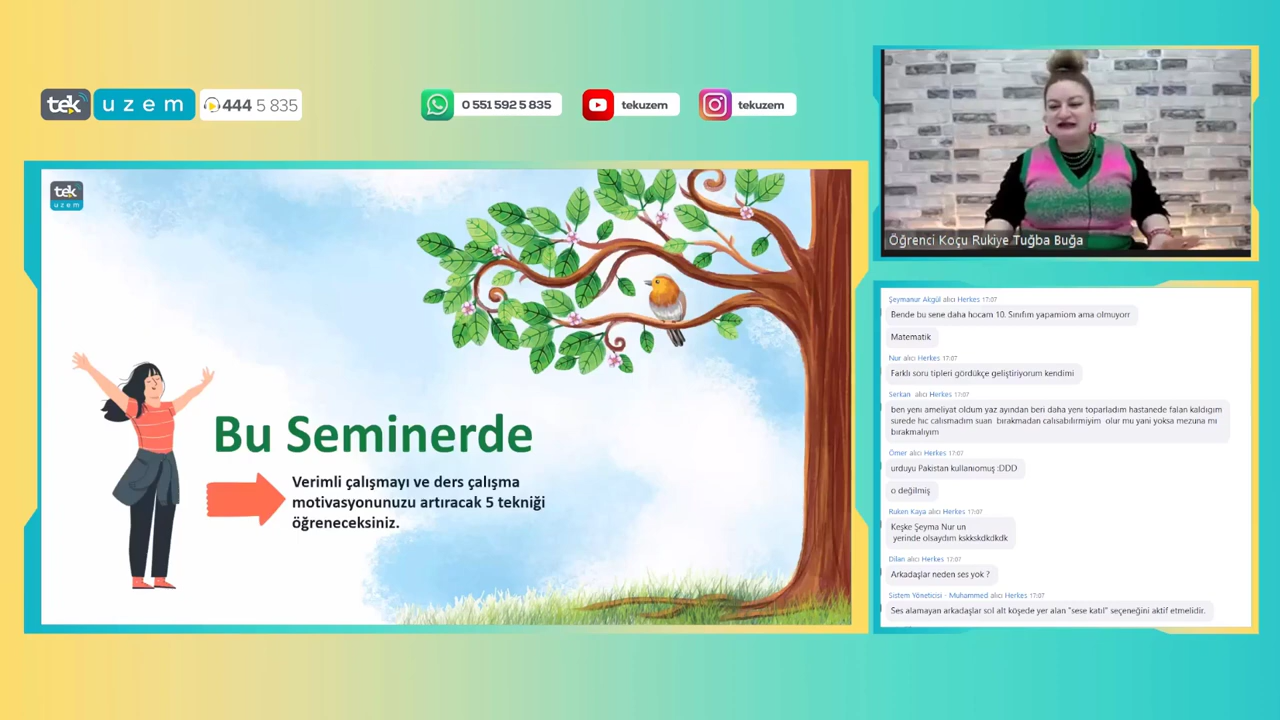 tek uzem 444 5 835
0 551 592 5 835
tekuzem
tekuzem
tek
uzem
Bu Seminerde
Verimli çalışmayı ve ders çalışma
motivasyonunuzu artıracak 5 tekniği
öğreneceksiniz.
Öğrenci Koçu Rukiye Tuğba Buğa
Şeymanur Akgül alıcı Herkes 17:07
Bende bu sene daha hocam 10. Sınıfım yapamiom ama olmuyorr
Matematik
Nur alıcı Herkes 17:07
Farklı soru tipleri gördükçe geliştiriyorum kendimi
Serkan alıcı Herkes 17:07
ben yenı ameliyat oldum yaz ayından beri daha yenı toparladım hastanede falan kaldıgım
surede hıc calısmadım suan bırakmadan calısabılırmiyim olur mu yani yoksa mezuna mı
bırakmalıyım
Ömer alıcı Herkes 17:07
urduyu Pakistan kullanıomuş :DDD
o değilmiş
Ruken Kaya alıcı Herkes 17:07
Keşke Şeyma Nur un
yerinde olsaydım kskkskdkdkdk
Dilan alıcı Herkes 17:07
Arkadaşlar neden ses yok ?
Sistem Yöneticisi - Muhammed alıcı Herkes 17:07
Ses alamayan arkadaşlar sol alt köşede yer alan "sese katıl" seçeneğini aktif etmelidir.